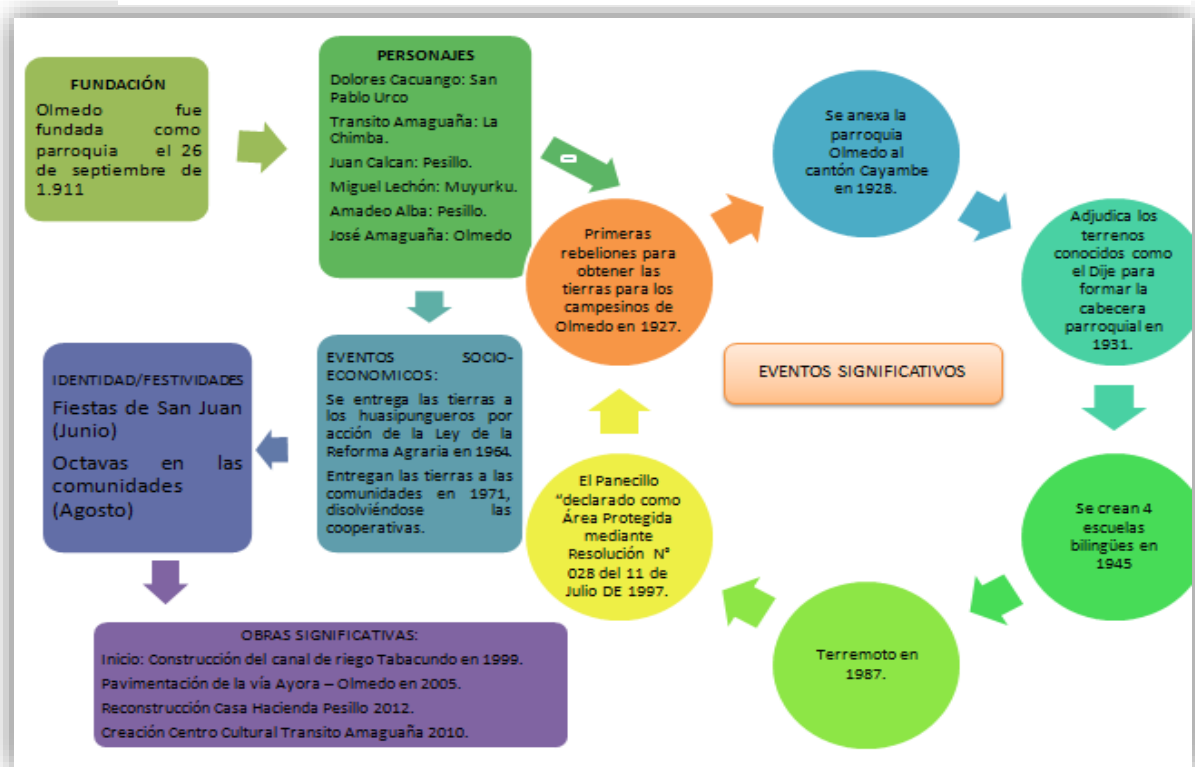 FUNDACIÓN
Olmedo fue
fundada como
parroquia el 26
de septiembre de
1.911
PERSONAJES
Dolores Cacuango: San
Pablo Urco
Transito Amaguaña: La
Chimba.
Juan Calcan: Pesillo.
Miguel Lechón: Muyurku.
Amadeo Alba: Pesillo.
José Amaguaña: Olmedo
EVENTOS SOCIO-
ECONOMICOS:
Se entrega las tierras a
los huasipungueros por
acción de la Ley de la
Reforma Agraria en 1964.
Entregan las tierras a las
comunidades en 1971,
disolviéndose las
cooperativas.
IDENTIDAD/FESTIVIDADES
Fiestas de San Juan
(Junio)
Octavas en las
comunidades
(Agosto)
OBRAS SIGNIFICATIVAS:
Inicio: Construcción del canal de riego Tabacundo en 1999.
Pavimentación de la vía Ayora – Olmedo en 2005.
Reconstrucción Casa Hacienda Pesillo 2012.
Creación Centro Cultural Transito Amaguaña 2010.
EVENTOS SIGNIFICATIVOS
Primeras
rebeliones para
obtener las
tierras para los
campesinos de
Olmedo en 1927.
Se anexa la
parroquia
Olmedo al
cantón Cayambe
en 1928.
Adjudica los
terrenos
conocidos como
el Dije para
formar la
cabecera
parroquial en
1931.
Se crean 4
escuelas
bilingües en
1945
Terremoto en
1987.
El Panecillo
“declarado como
Área Protegida
mediante
Resolución N°
028 del 11 de
Julio DE 1997.